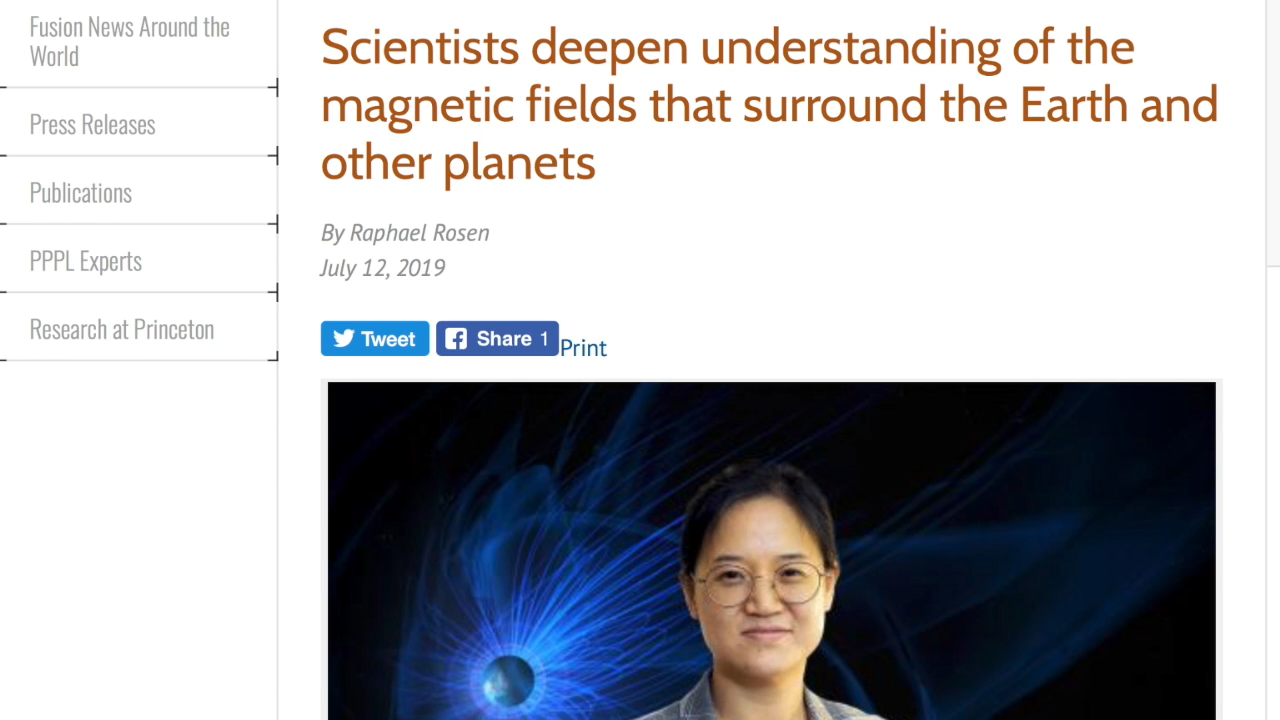 Fusion News Around the
World
Press Releases
Publications
PPPL Experts
Research at Princeton
Scientists deepen understanding of the
magnetic fields that surround the Earth and
other planets
By Raphael Rosen
July 12, 2019
Tweet
Share 1
Print